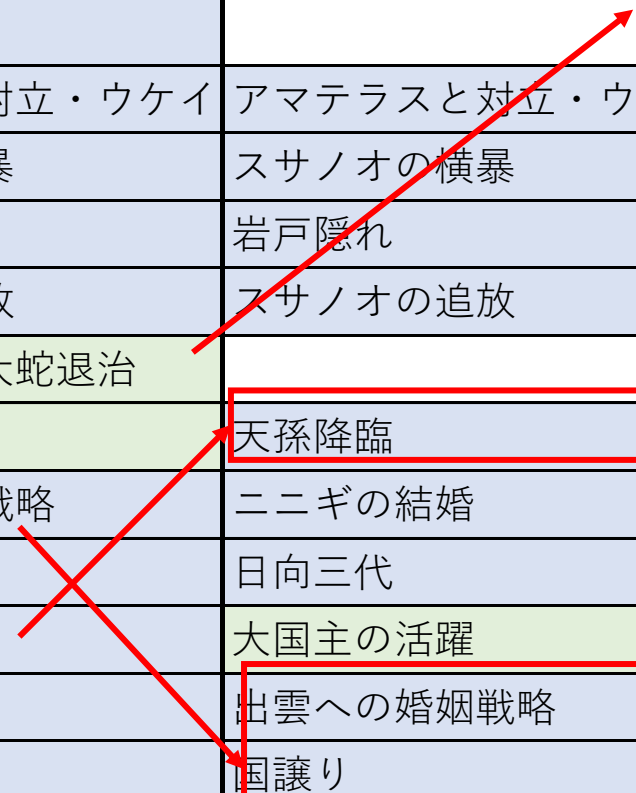 対立・ウケイ
アマテラスと対立・ウ
暴
スサノオの横暴
岩戸隠れ
スサノオの追放
大蛇退治
天孫降臨
戦略
ニニギの結婚
日向三代
大国主の活躍
出雲への婚姻戦略
国譲り